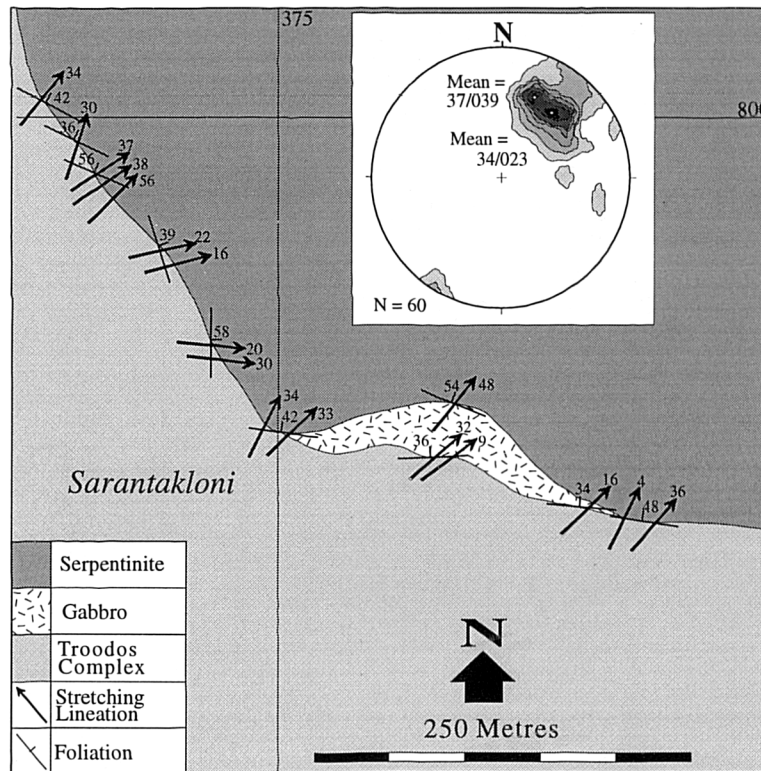 375
N
Mean =
37/039
Mean =
34/023
N = 60
800
34
42
30
36
37
56
38
56
39
22
16
58
20
30
34
42
33
54
48
36
32
9
34
16
4
48
36
Sarantakloni
Serpentinite
Gabbro
Troodos
Complex
Stretching
Lineation
Foliation
N
250 Metres